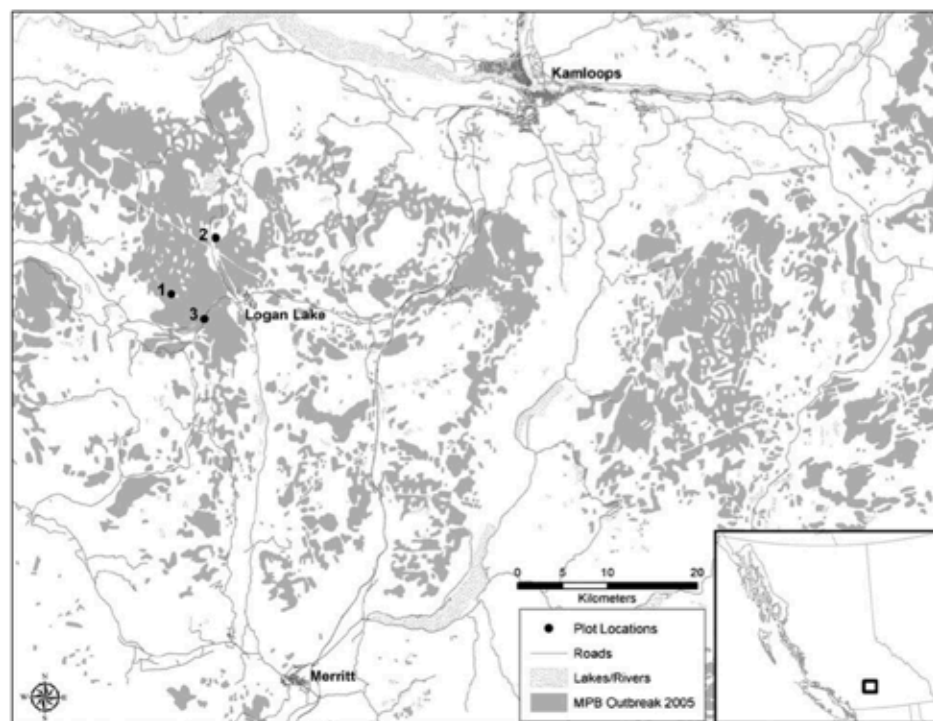 Kamloops
2
1
3
Logan Lake
0 5 10 20
Kilometers
Plot Locations
Roads
Lakes/Rivers
MPB Outbreak 2005
Merritt
N
W E
S